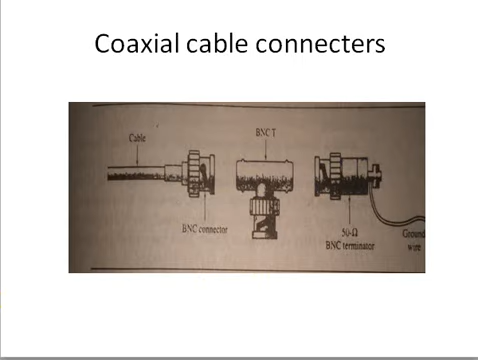 Coaxial cable connecters
Cable
BNC T
BNC connector
50-Ω
BNC terminator
Ground
wire